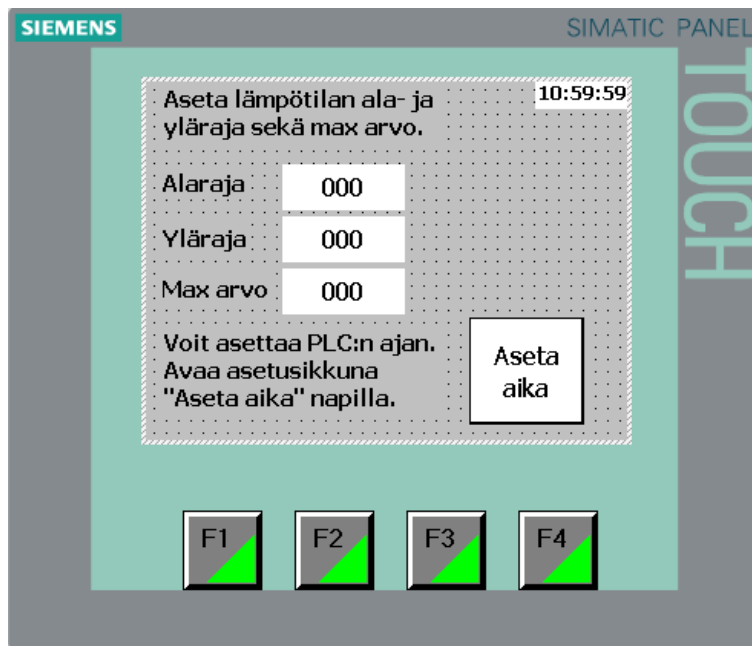 SIEMENS
SIMATIC PANEL
TOUCH
10:59:59
Aseta lämpötilan ala- ja
yläraja sekä max arvo.
Alaraja 000
Yläraja 000
Max arvo 000
Voit asettaa PLC:n ajan.
Avaa asetusikkuna
"Aseta aika" napilla.
Aseta
aika
F1 F2 F3 F4